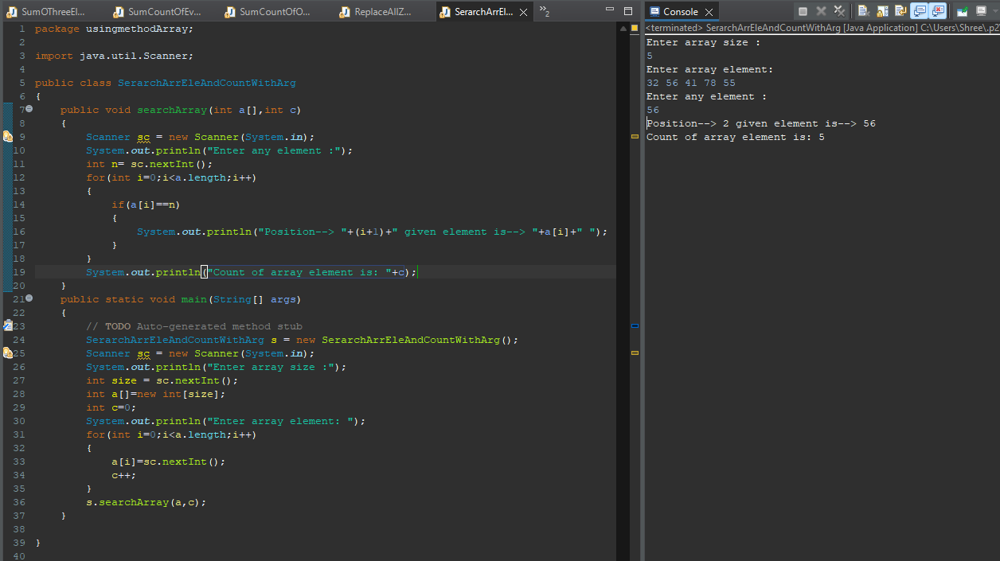 SumOThreeEl... SumCountOfEv... SumCountOfO... ReplaceAllZ... SerarchArrEl... »2
1 package usingmethodArray;
2
3 import java.util.Scanner;
4
5 public class SerarchArrEleAndCountWithArg
6 {
7 public void searchArray(int a[],int c)
8 {
9 Scanner sc = new Scanner(System.in);
10 System.out.println("Enter any element :");
11 int n= sc.nextInt();
12 for(int i=0;i<a.length;i++)
13 {
14 if(a[i]==n)
15 {
16 System.out.println("Position--> "+(i+1)+" given element is--> "+a[i]+" ");
17 }
18 }
19 System.out.println("Count of array element is: "+c);
20 }
21 public static void main(String[] args)
22 {
23 // TODO Auto-generated method stub
24 SerarchArrEleAndCountWithArg s = new SerarchArrEleAndCountWithArg();
25 Scanner sc = new Scanner(System.in);
26 System.out.println("Enter array size :");
27 int size = sc.nextInt();
28 int a[]=new int[size];
29 int c=0;
30 System.out.println("Enter array element: ");
31 for(int i=0;i<a.length;i++)
32 {
33 a[i]=sc.nextInt();
34 c++;
35 }
36 s.searchArray(a,c);
37 }
38
39 }
40
Console
<terminated> SerarchArrEleAndCountWithArg [Java Application] C:\Users\Shree\.p2
Enter array size :
5
Enter array element:
32 56 41 78 55
Enter any element :
56
Position--> 2 given element is--> 56
Count of array element is: 5